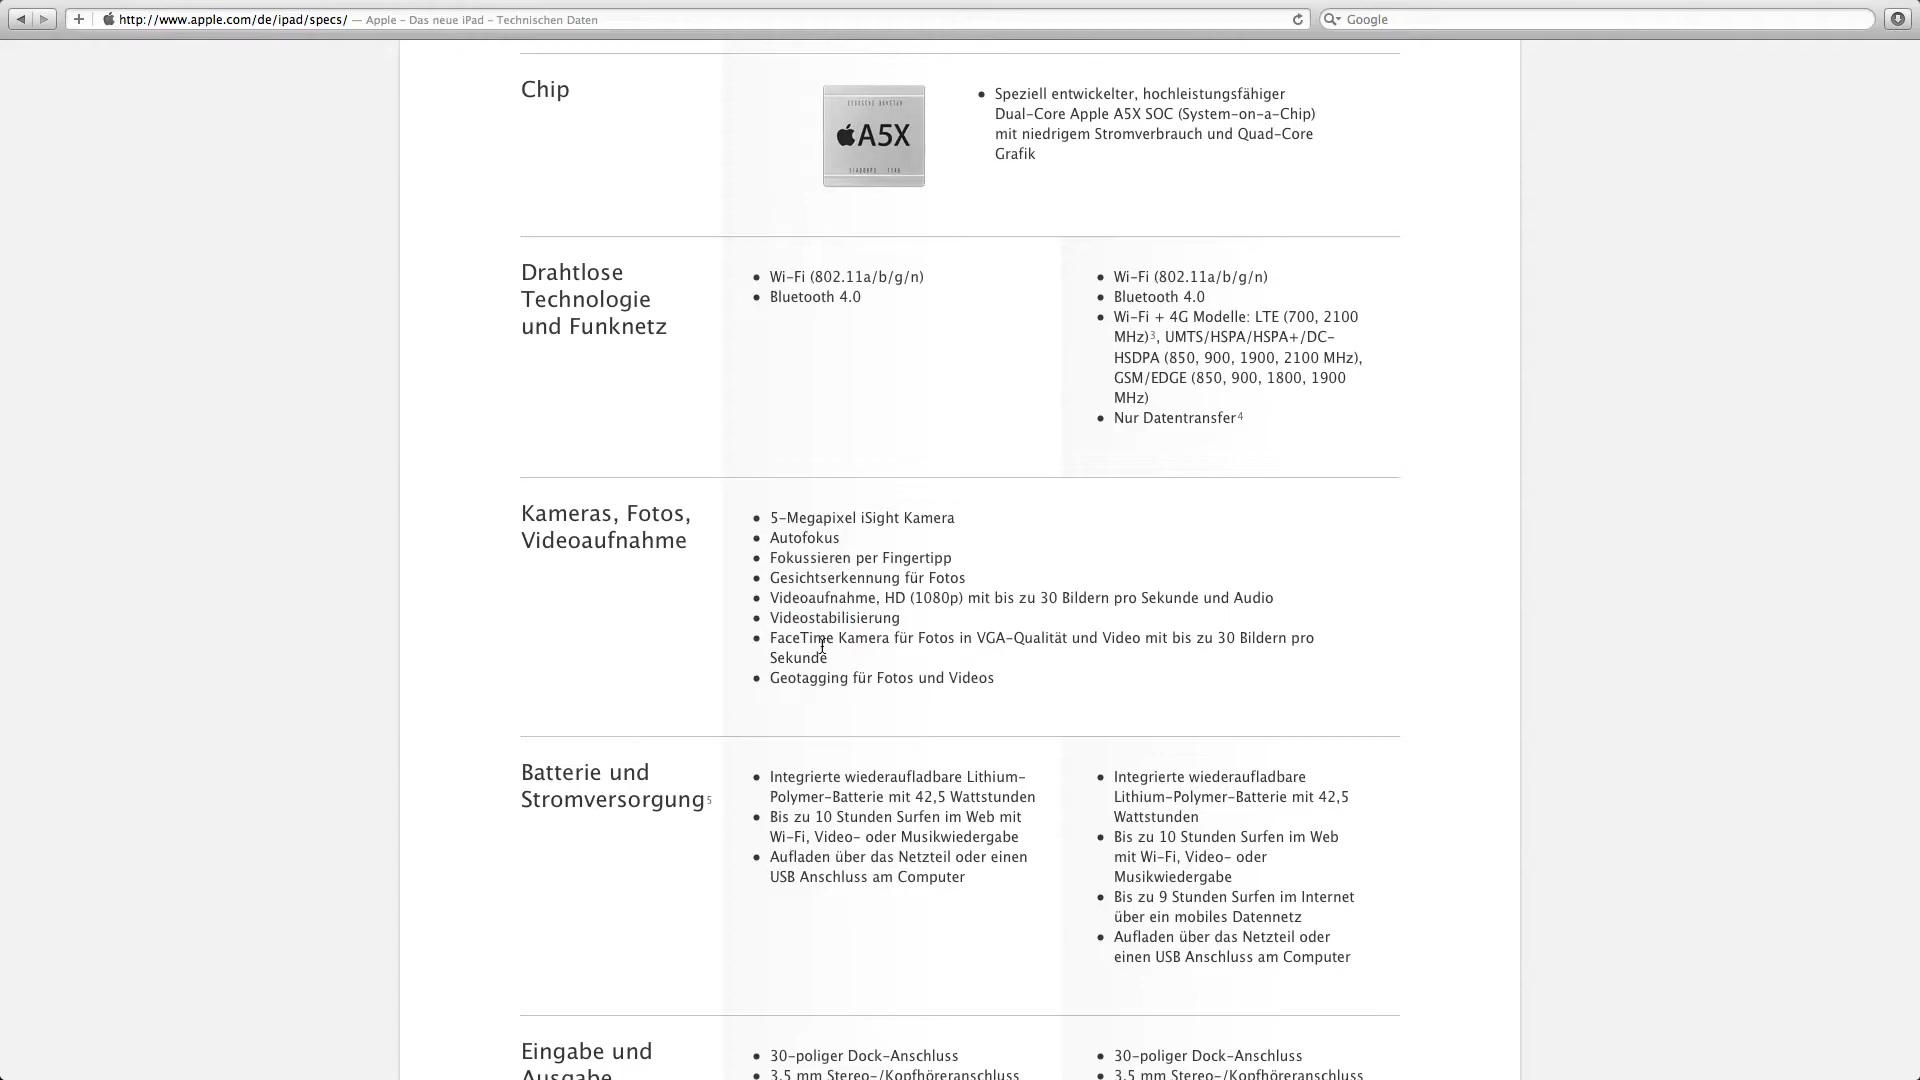 http://www.apple.com/de/ipad/specs/ — Apple – Das neue iPad – Technischen Daten
Google
Chip
A5X
• Speziell entwickelter, hochleistungsfähiger
Dual-Core Apple A5X SOC (System-on-a-Chip)
mit niedrigem Stromverbrauch und Quad-Core
Grafik
Drahtlose
Technologie
und Funknetz
• Wi-Fi (802.11a/b/g/n)
• Bluetooth 4.0
• Wi-Fi (802.11a/b/g/n)
• Bluetooth 4.0
• Wi-Fi + 4G Modelle: LTE (700, 2100
MHz)³, UMTS/HSPA/HSPA+/DC-
HSDPA (850, 900, 1900, 2100 MHz),
GSM/EDGE (850, 900, 1800, 1900
MHz)
• Nur Datentransfer⁴
Kameras, Fotos,
Videoaufnahme
• 5-Megapixel iSight Kamera
• Autofokus
• Fokussieren per Fingertipp
• Gesichtserkennung für Fotos
• Videoaufnahme, HD (1080p) mit bis zu 30 Bildern pro Sekunde und Audio
• Videostabilisierung
• FaceTime Kamera für Fotos in VGA-Qualität und Video mit bis zu 30 Bildern pro
Sekunde
• Geotagging für Fotos und Videos
Batterie und
Stromversorgung⁵
• Integrierte wiederaufladbare Lithium-
Polymer-Batterie mit 42,5 Wattstunden
• Bis zu 10 Stunden Surfen im Web mit
Wi-Fi, Video- oder Musikwiedergabe
• Aufladen über das Netzteil oder einen
USB Anschluss am Computer
• Integrierte wiederaufladbare
Lithium-Polymer-Batterie mit 42,5
Wattstunden
• Bis zu 10 Stunden Surfen im Web
mit Wi-Fi, Video- oder
Musikwiedergabe
• Bis zu 9 Stunden Surfen im Internet
über ein mobiles Datennetz
• Aufladen über das Netzteil oder
einen USB Anschluss am Computer
Eingabe und
Ausgabe
• 30-poliger Dock-Anschluss
• 3,5 mm Stereo-/Kopfhöreranschluss
• 30-poliger Dock-Anschluss
• 3,5 mm Stereo-/Kopfhöreranschluss